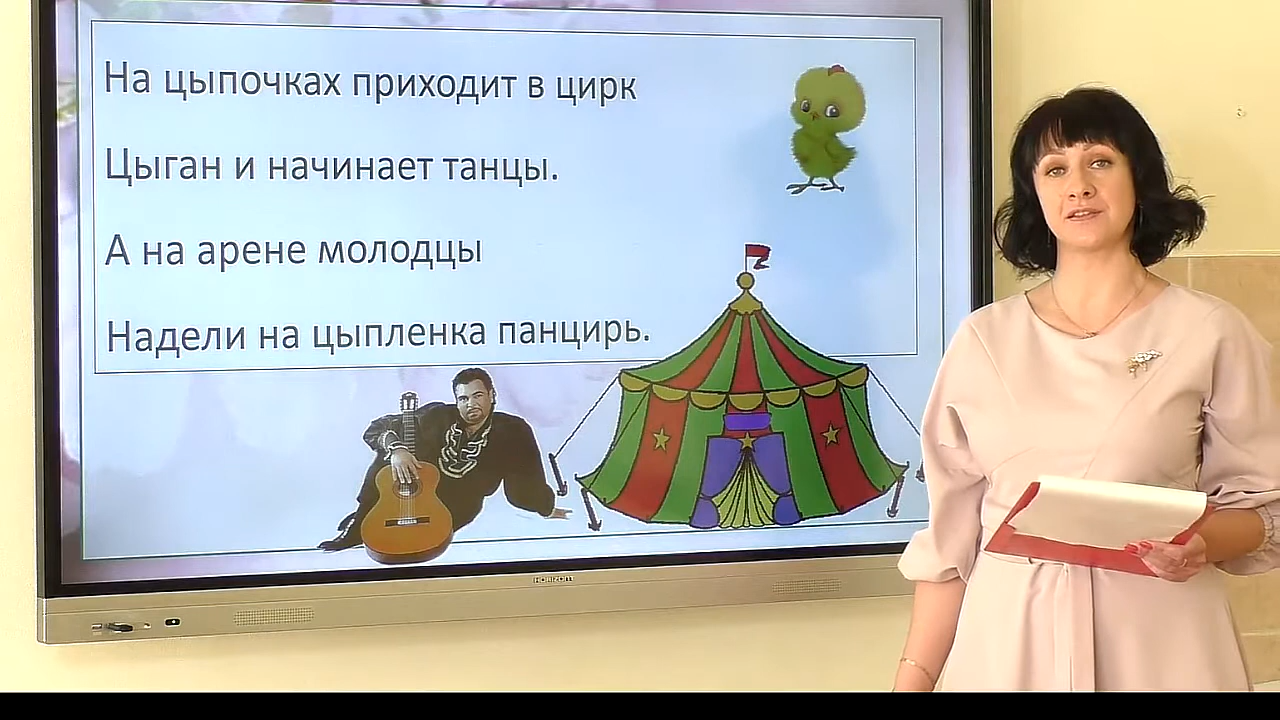 На цыпочках приходит в цирк
Цыган и начинает танцы.
А на арене молодцы
Надели на цыпленка панцирь.